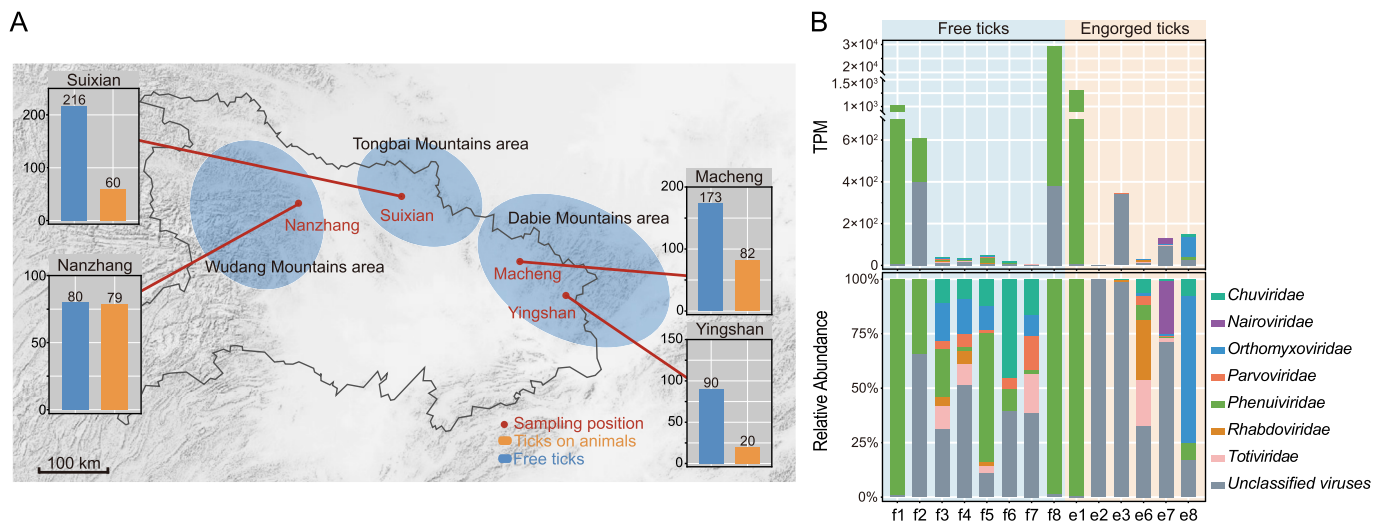 A
Suixian
216
200
100
60
0
Nanzhang
100
80
79
50
0
Tongbai Mountains area
Suixian
Nanzhang
Wudang Mountains area
Dabie Mountains area
Macheng
Yingshan
Macheng
200
173
100
82
0
Yingshan
150
100
90
50
20
0
Sampling position
Ticks on animals
Free ticks
100 km
B
Free ticks
Engorged ticks
TPM
3×10⁴
2×10⁴
1.5×10³
1×10³
6×10²
4×10²
2×10²
0
Relative Abundance
100%
75%
50%
25%
0%
f1 f2 f3 f4 f5 f6 f7 f8 e1 e2 e3 e6 e7 e8
Chuviridae
Nairoviridae
Orthomyxoviridae
Parvoviridae
Phenuiviridae
Rhabdoviridae
Totiviridae
Unclassified viruses